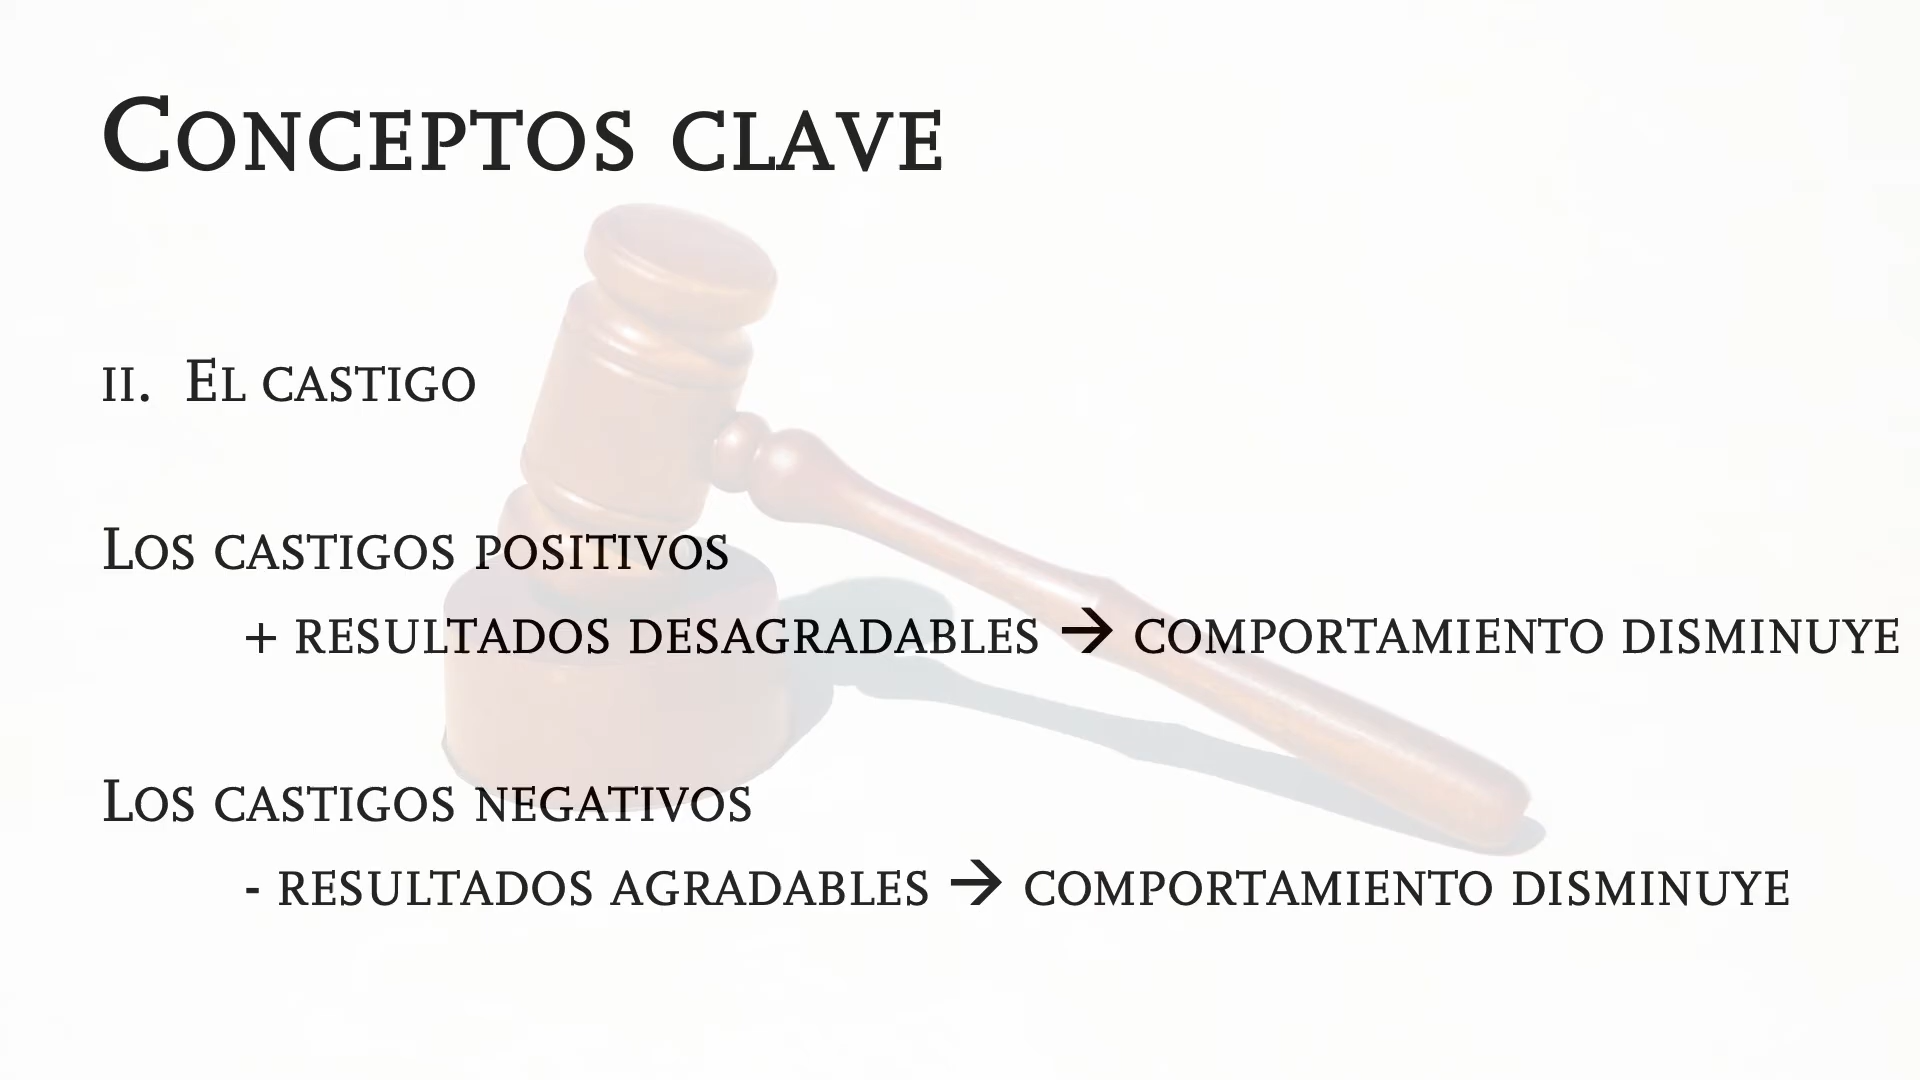 Conceptos clave
II. El castigo
Los castigos positivos
+ resultados desagradables → comportamiento disminuye
Los castigos negativos
- resultados agradables → comportamiento disminuye